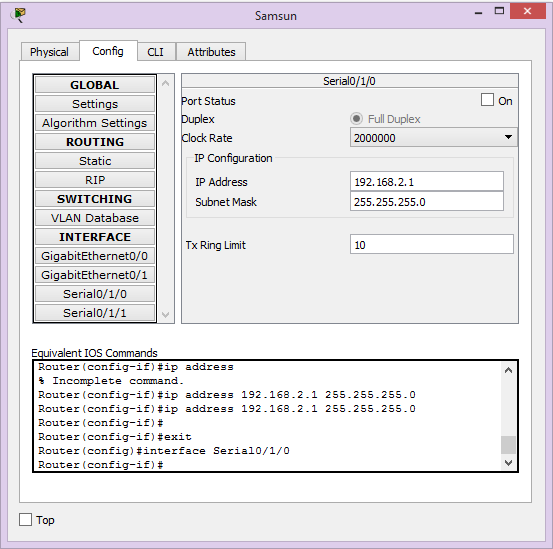 Samsun
Physical
Config
CLI
Attributes
GLOBAL
Settings
Algorithm Settings
ROUTING
Static
RIP
SWITCHING
VLAN Database
INTERFACE
GigabitEthernet0/0
GigabitEthernet0/1
Serial0/1/0
Serial0/1/1
Serial0/1/0
Port Status
On
Duplex
Full Duplex
Clock Rate
2000000
IP Configuration
IP Address
192.168.2.1
Subnet Mask
255.255.255.0
Tx Ring Limit
10
Equivalent IOS Commands
Router(config-if)#ip address
% Incomplete command.
Router(config-if)#ip address 192.168.2.1 255.255.255.0
Router(config-if)#ip address 192.168.2.1 255.255.255.0
Router(config-if)#
Router(config-if)#exit
Router(config)#interface Serial0/1/0
Router(config-if)#
Top